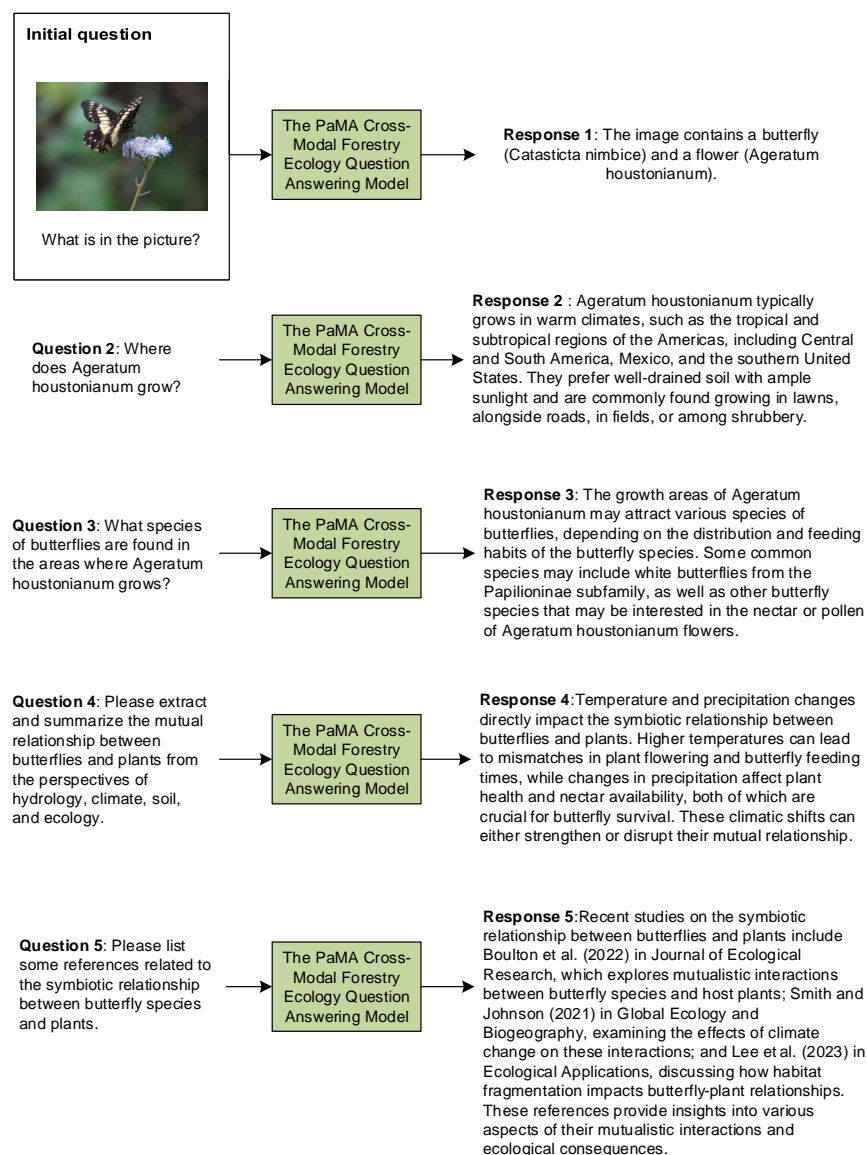 Initial question
What is in the picture?
The PaMA Cross-
Modal Forestry
Ecology Question
Answering Model
Response 1: The image contains a butterfly
(Catasticta nimbice) and a flower (Ageratum
houstonianum).
Question 2: Where
does Ageratum
houstonianum grow?
The PaMA Cross-
Modal Forestry
Ecology Question
Answering Model
Response 2 : Ageratum houstonianum typically
grows in warm climates, such as the tropical and
subtropical regions of the Americas, including Central
and South America, Mexico, and the southern United
States. They prefer well-drained soil with ample
sunlight and are commonly found growing in lawns,
alongside roads, in fields, or among shrubbery.
Question 3: What species
of butterflies are found in
the areas where Ageratum
houstonianum grows?
The PaMA Cross-
Modal Forestry
Ecology Question
Answering Model
Response 3: The growth areas of Ageratum
houstonianum may attract various species of
butterflies, depending on the distribution and feeding
habits of the butterfly species. Some common
species may include white butterflies from the
Papilioninae subfamily, as well as other butterfly
species that may be interested in the nectar or pollen
of Ageratum houstonianum flowers.
Question 4: Please extract
and summarize the mutual
relationship between
butterflies and plants from
the perspectives of
hydrology, climate, soil,
and ecology.
The PaMA Cross-
Modal Forestry
Ecology Question
Answering Model
Response 4:Temperature and precipitation changes
directly impact the symbiotic relationship between
butterflies and plants. Higher temperatures can lead
to mismatches in plant flowering and butterfly feeding
times, while changes in precipitation affect plant
health and nectar availability, both of which are
crucial for butterfly survival. These climatic shifts can
either strengthen or disrupt their mutual relationship.
Question 5: Please list
some references related to
the symbiotic relationship
between butterfly species
and plants.
The PaMA Cross-
Modal Forestry
Ecology Question
Answering Model
Response 5:Recent studies on the symbiotic
relationship between butterflies and plants include
Boulton et al. (2022) in Journal of Ecological
Research, which explores mutualistic interactions
between butterfly species and host plants; Smith and
Johnson (2021) in Global Ecology and
Biogeography, examining the effects of climate
change on these interactions; and Lee et al. (2023) in
Ecological Applications, discussing how habitat
fragmentation impacts butterfly-plant relationships.
These references provide insights into various
aspects of their mutualistic interactions and
ecological consequences.